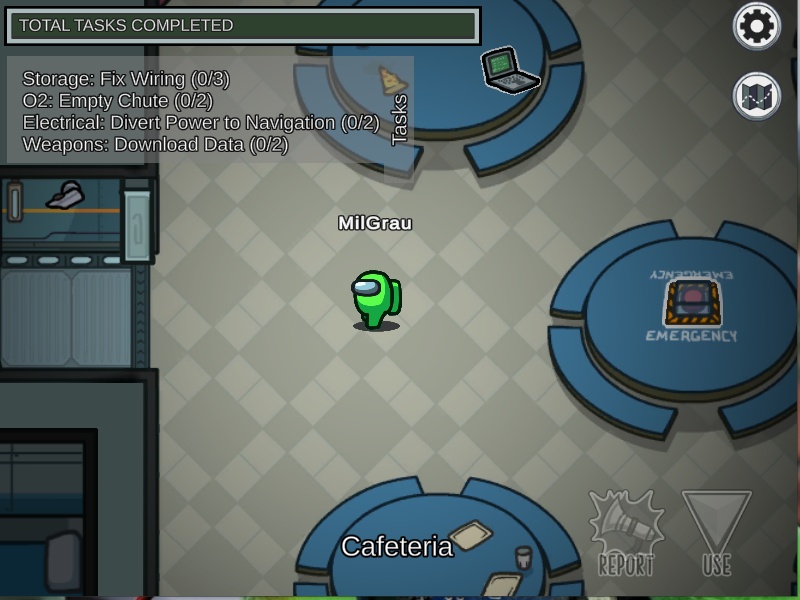 TOTAL TASKS COMPLETED
Storage: Fix Wiring (0/3)
O2: Empty Chute (0/2)
Electrical: Divert Power to Navigation (0/2)
Weapons: Download Data (0/2)
Tasks
MilGrau
EMERGENCY
EMERGENCY
Cafeteria
REPORT
USE